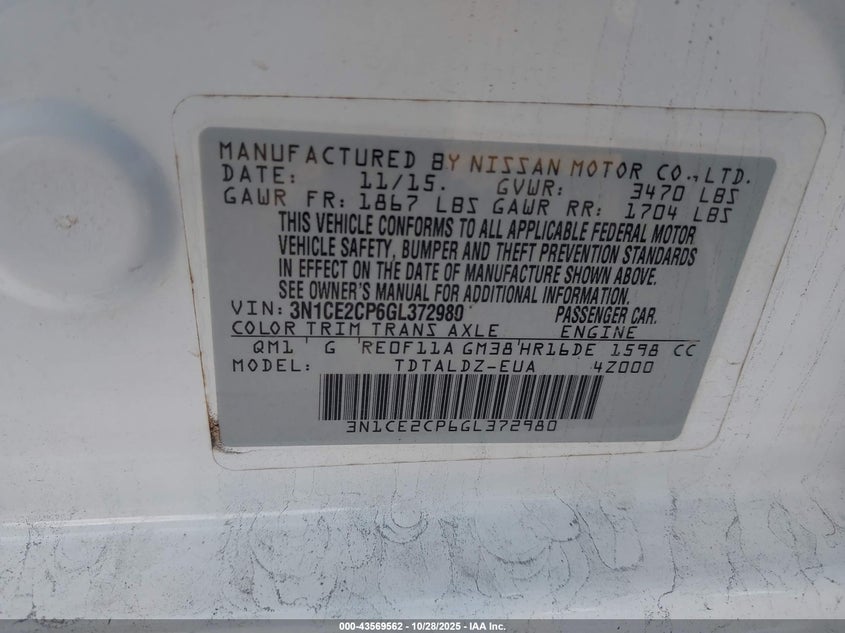 MANUFACTURED BY NISSAN MOTOR CO.,LTD.
DATE: 11/15. GVWR: 3470 LBS
GAWR FR: 1867 LBS GAWR RR: 1704 LBS
THIS VEHICLE CONFORMS TO ALL APPLICABLE FEDERAL MOTOR
VEHICLE SAFETY, BUMPER AND THEFT PREVENTION STANDARDS
IN EFFECT ON THE DATE OF MANUFACTURE SHOWN ABOVE.
SEE OWNER'S MANUAL FOR ADDITIONAL INFORMATION.
VIN: 3N1CE2CP6GL372980 PASSENGER CAR.
COLOR TRIM TRANS AXLE ENGINE
QM1 G RE0F11A GM38 HR16DE 1598 CC
MODEL: TDTALDZ-EUA 4Z000
3N1CE2CP6GL372980
000-43569562 - 10/28/2025 - IAA Inc.